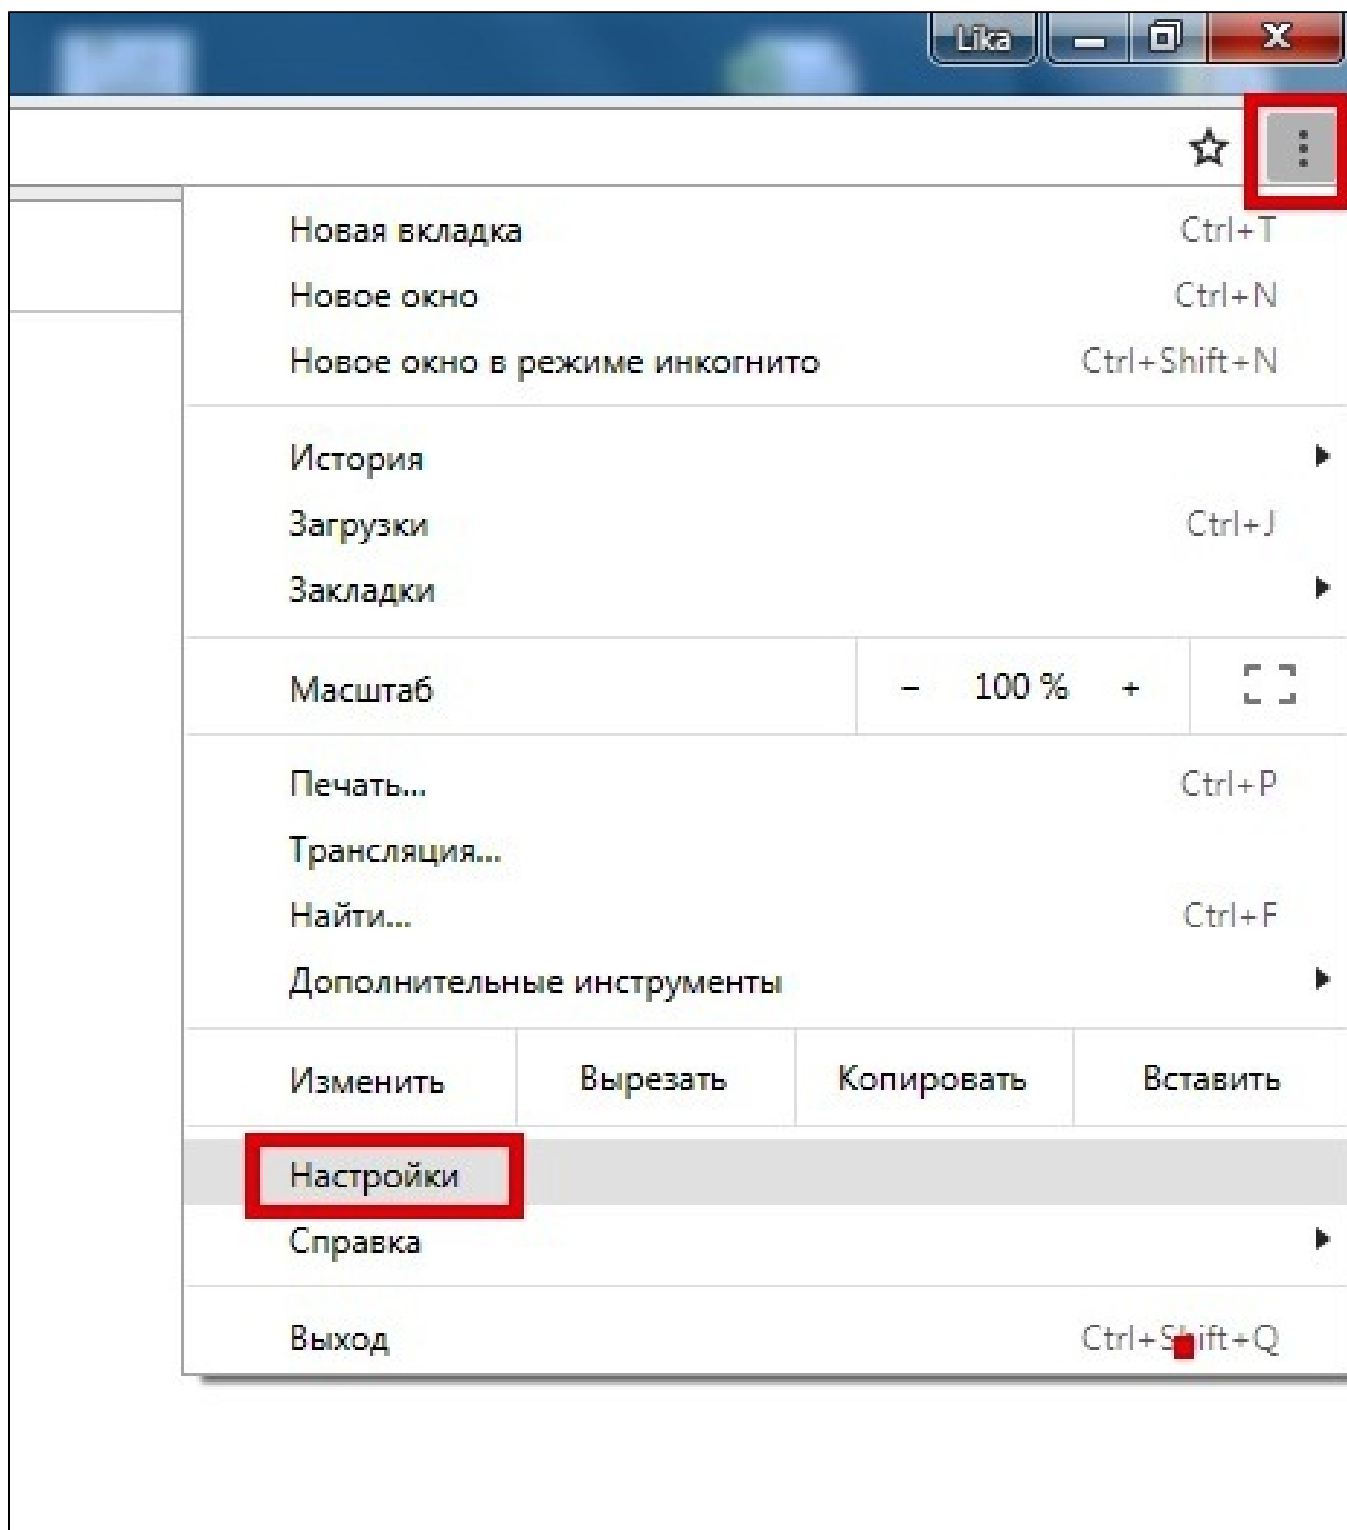 Lika
Новая вкладка Ctrl+T
Новое окно Ctrl+N
Новое окно в режиме инкогнито Ctrl+Shift+N
История
Загрузки Ctrl+J
Закладки
Масштаб − 100 % +
Печать... Ctrl+P
Трансляция...
Найти... Ctrl+F
Дополнительные инструменты
Изменить Вырезать Копировать Вставить
Настройки
Справка
Выход Ctrl+Shift+Q